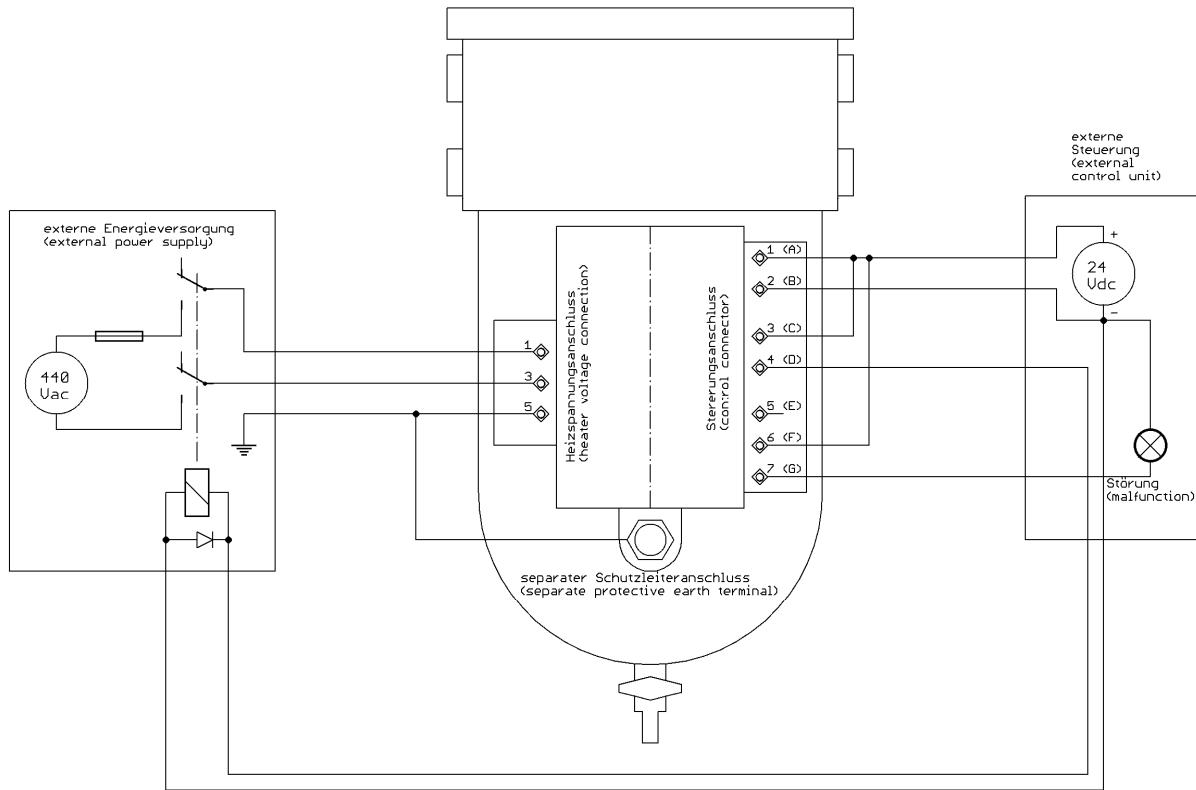 externe
Steuerung
(external
control unit)
externe Energieversorgung
(external power supply)
440
Vac
1
3
5
Heizspannungsanschluss
(heater voltage connection)
Stererungsanschluss
(control connector)
1 (A)
2 (B)
3 (C)
4 (D)
5 (E)
6 (F)
7 (G)
+
24
Vdc
-
Störung
(malfunction)
separater Schutzleiteranschluss
(separate protective earth terminal)